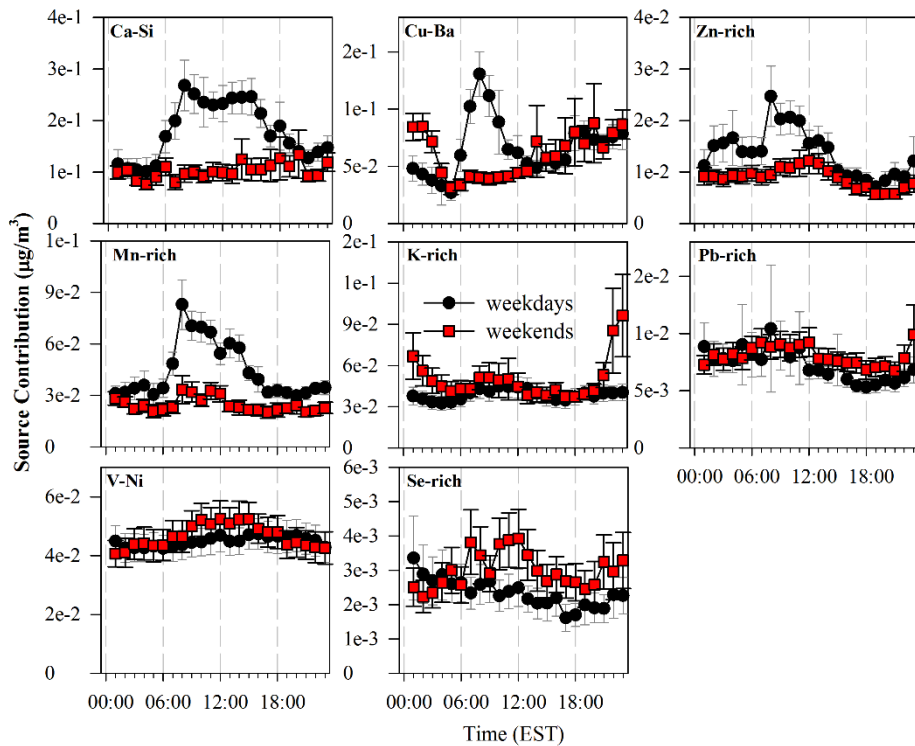 Ca-Si
4e-1
3e-1
2e-1
1e-1
0
Cu-Ba
2e-1
1e-1
5e-2
0
Zn-rich
4e-2
3e-2
2e-2
1e-2
0
Source Contribution (µg/m³)
Mn-rich
1e-1
9e-2
6e-2
3e-2
0
K-rich
2e-1
1e-1
9e-2
6e-2
3e-2
0
weekdays
weekends
Pb-rich
2e-2
1e-2
5e-3
0
00:00 06:00 12:00 18:00
V-Ni
6e-2
4e-2
2e-2
0
00:00 06:00 12:00 18:00
Se-rich
6e-3
5e-3
4e-3
3e-3
2e-3
1e-3
0
00:00 06:00 12:00 18:00
Time (EST)